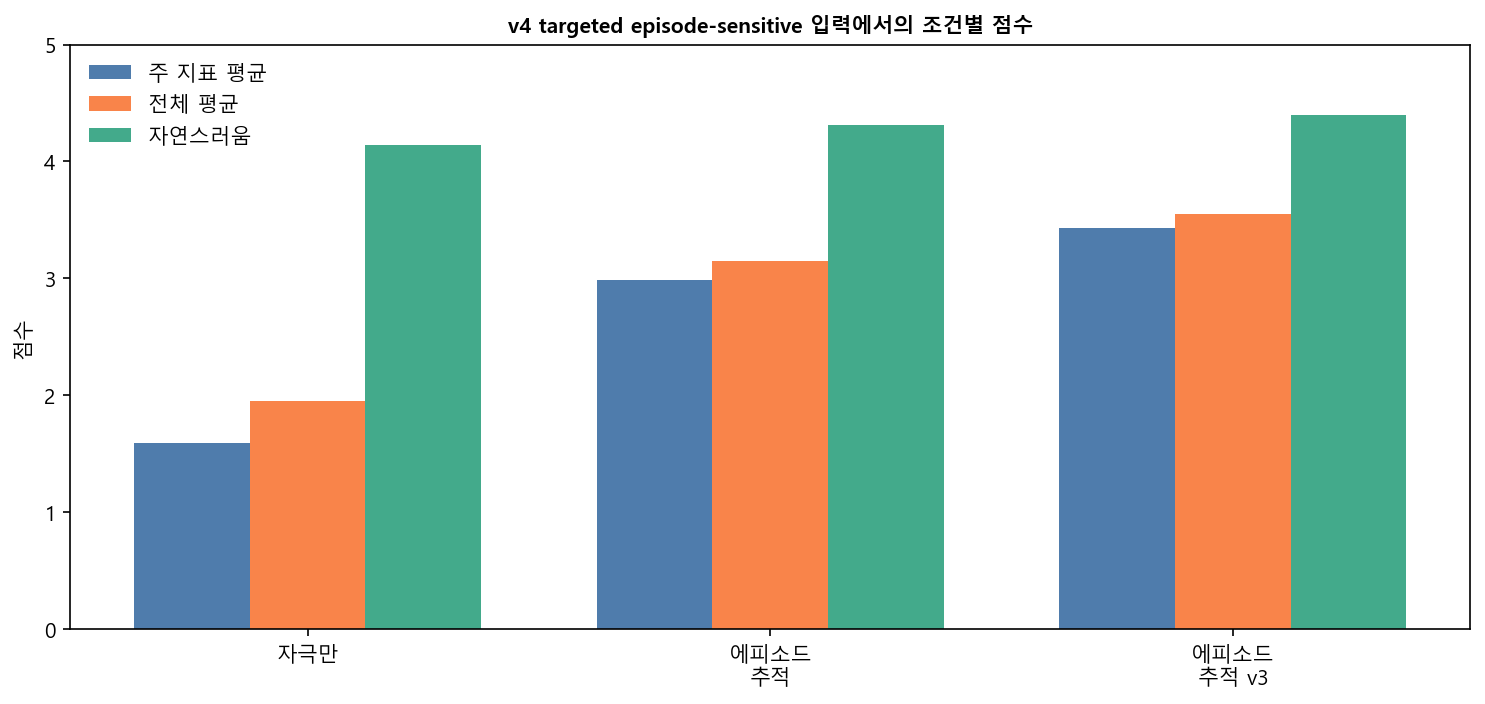 v4 targeted episode-sensitive 입력에서의 조건별 점수
주 지표 평균
전체 평균
자연스러움
점수
5
4
3
2
1
0
자극만
에피소드
추적
에피소드
추적 v3